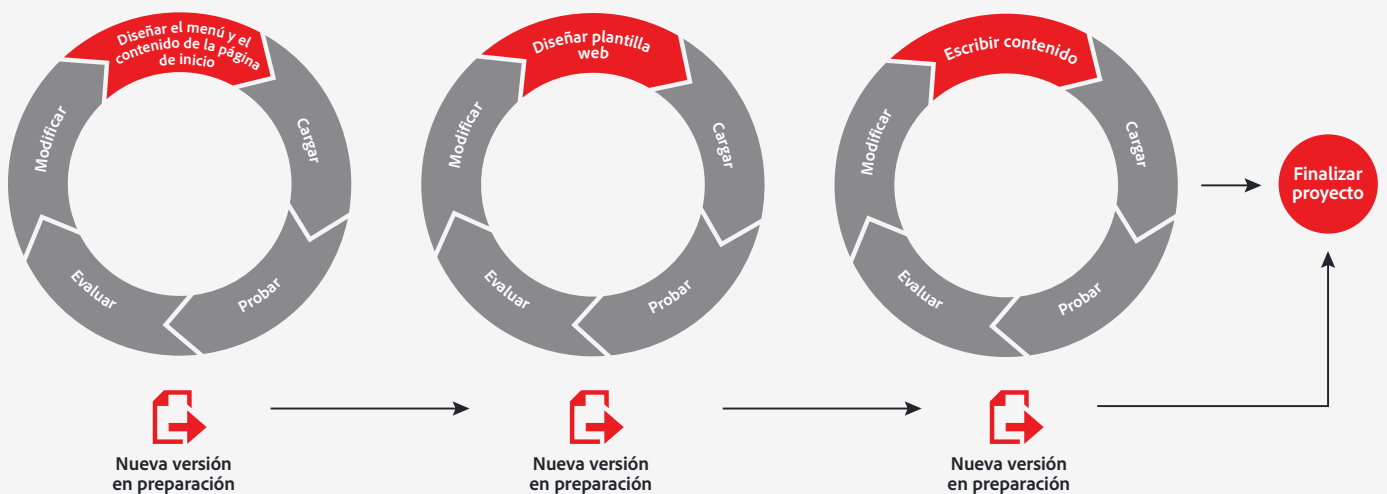 Diseñar el menú y el
contenido de la página
de inicio
Cargar
Probar
Evaluar
Modificar
Diseñar plantilla
web
Cargar
Probar
Evaluar
Modificar
Escribir contenido
Cargar
Probar
Evaluar
Modificar
Finalizar
proyecto
Nueva versión
en preparación
Nueva versión
en preparación
Nueva versión
en preparación